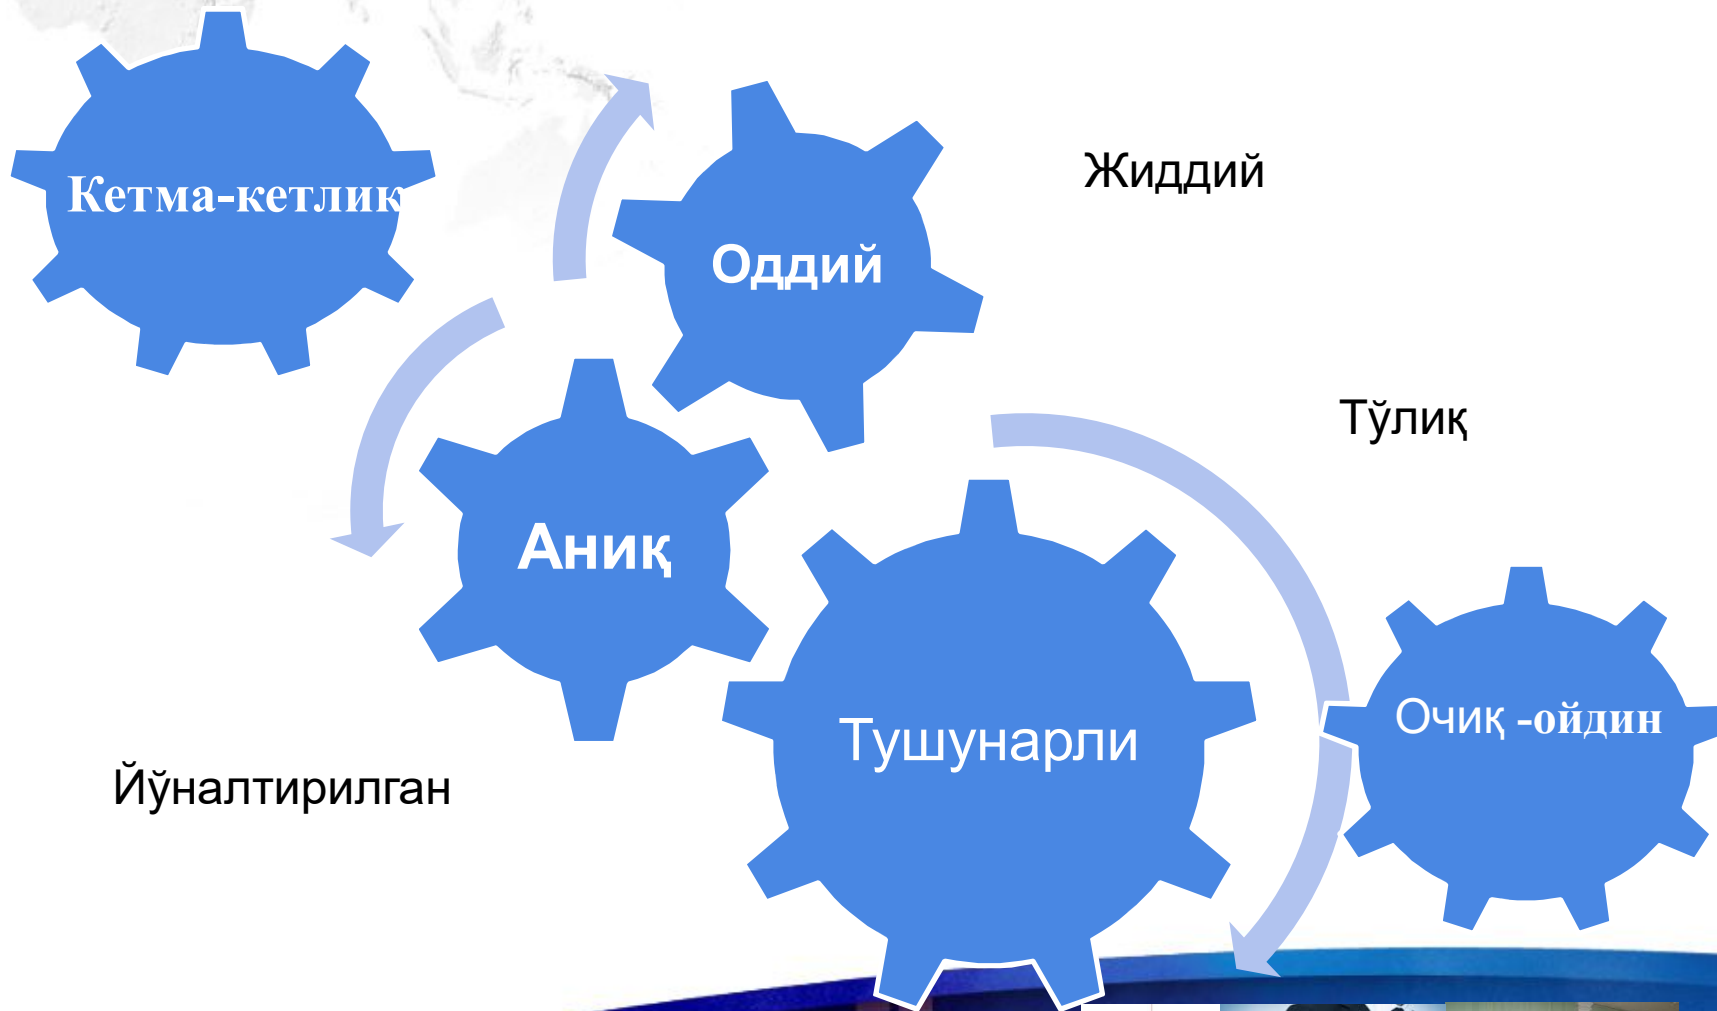 Кетма-кетлик
Жиддий
Оддий
Тўлиқ
Аниқ
Очиқ -ойдин
Тушунарли
Йўналтирилган